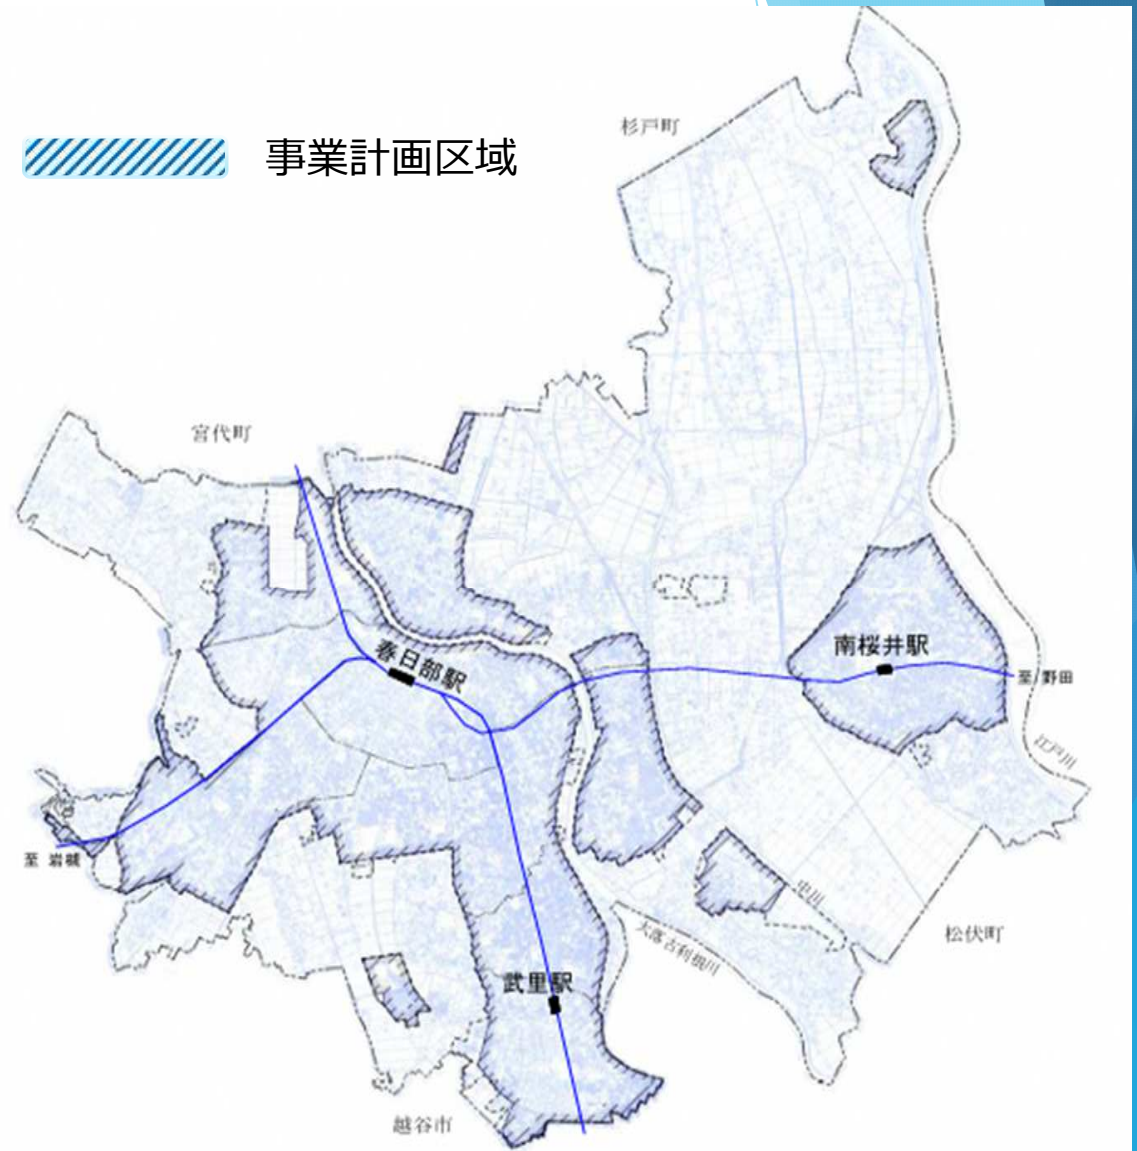 杉戸町
事業計画区域
宮代町
春日部駅
南桜井駅
至 野田
江戸川
至 岩槻
中川
大落古利根川
松伏町
武里駅
越谷市